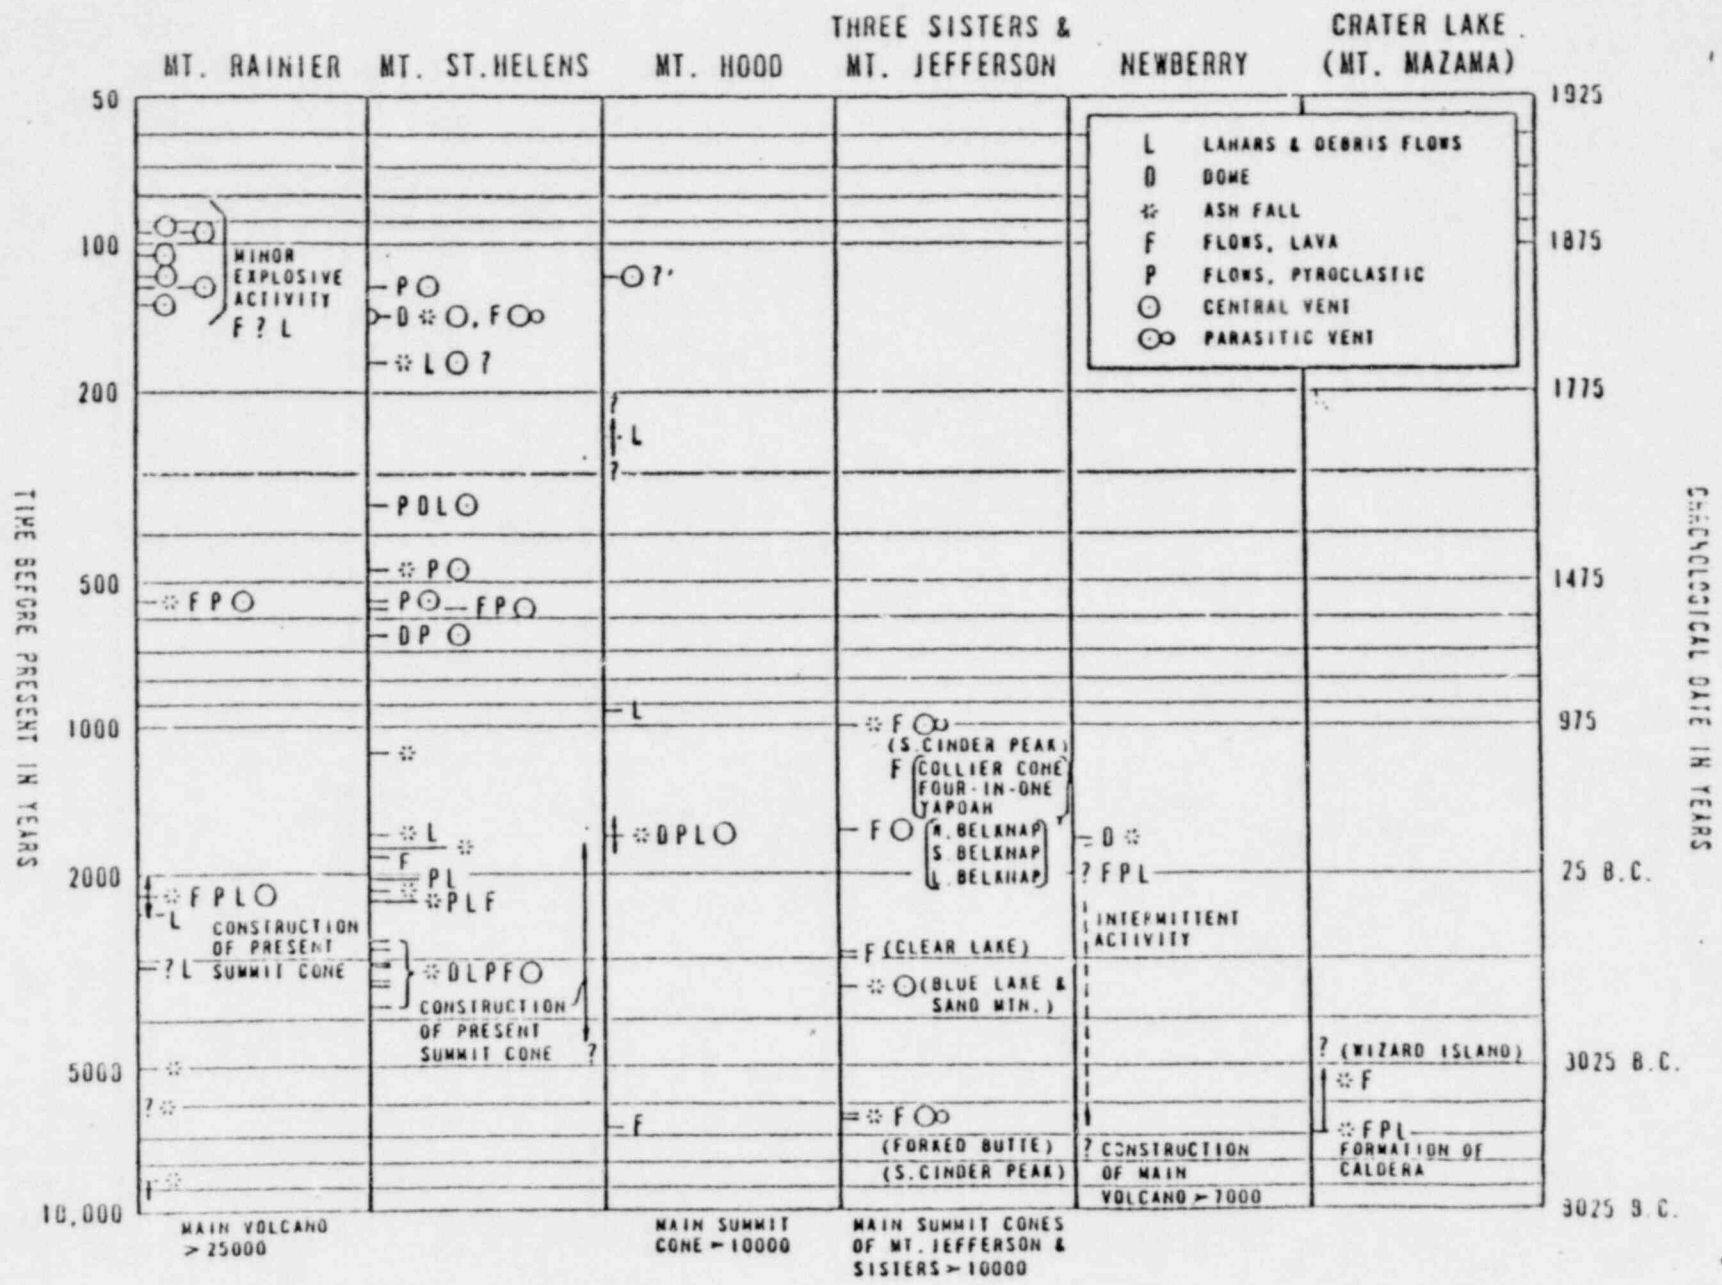 THREE SISTERS &
CRATER LAKE
MT. RAINIER MT. ST.HELENS MT. HOOD MT. JEFFERSON NEWBERRY (MT. MAZAMA)
50 1925
L LAHARS & DEBRIS FLOWS
D DOME
ASH FALL
F FLOWS, LAVA
P FLOWS, PYROCLASTIC
CENTRAL VENT
PARASITIC VENT
100 1875
MINOR
EXPLOSIVE
ACTIVITY
F ? L
P
D , F
L ?
?
200 1775
?
L
?
P D L
P
500 1475
F P
P F P
D P
L
1000 975
F
(S.CINDER PEAK)
F COLLIER CONE
FOUR-IN-ONE
YAPOAH
L
F
D P L
F N. BELKNAP
S. BELKNAP
L. BELKNAP
D
2000 25 B.C.
P L
? F P L
F P L
P L F
L
CONSTRUCTION
OF PRESENT
SUMMIT CONE
? L
INTERMITTENT
ACTIVITY
F (CLEAR LAKE)
D L P F O
(BLUE LAKE &
SAND MTN.)
CONSTRUCTION
OF PRESENT
SUMMIT CONE ?
? (WIZARD ISLAND)
5000 3025 B.C.
F
?
F
F
(FORKED BUTTE)
(S.CINDER PEAK)
? CONSTRUCTION
OF MAIN
VOLCANO > 7000
F P L
FORMATION OF
CALDERA
10,000 8025 B.C.
MAIN VOLCANO
> 25000
MAIN SUMMIT
CONE > 10000
MAIN SUMMIT CONES
OF MT. JEFFERSON &
SISTERS > 10000
TIME BEFORE PRESENT IN YEARS
CHRONOLOGICAL DATE IN YEARS